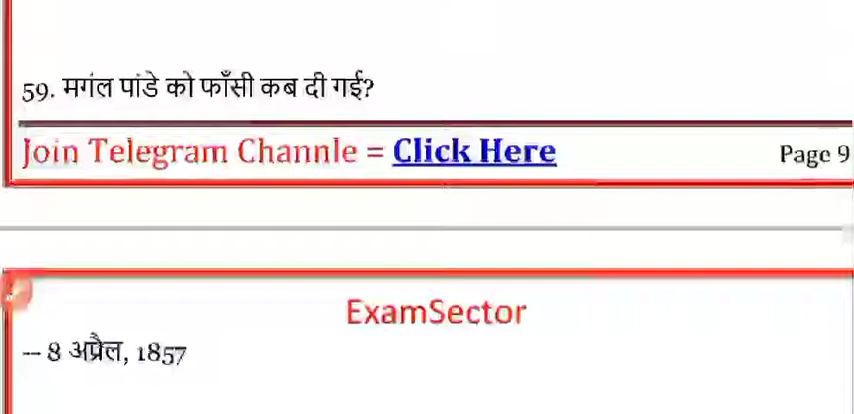 59. मगंल पांडे को फाँसी कब दी गई?
Join Telegram Channle = Click Here
Page 9
ExamSector
-- 8 अप्रैल, 1857